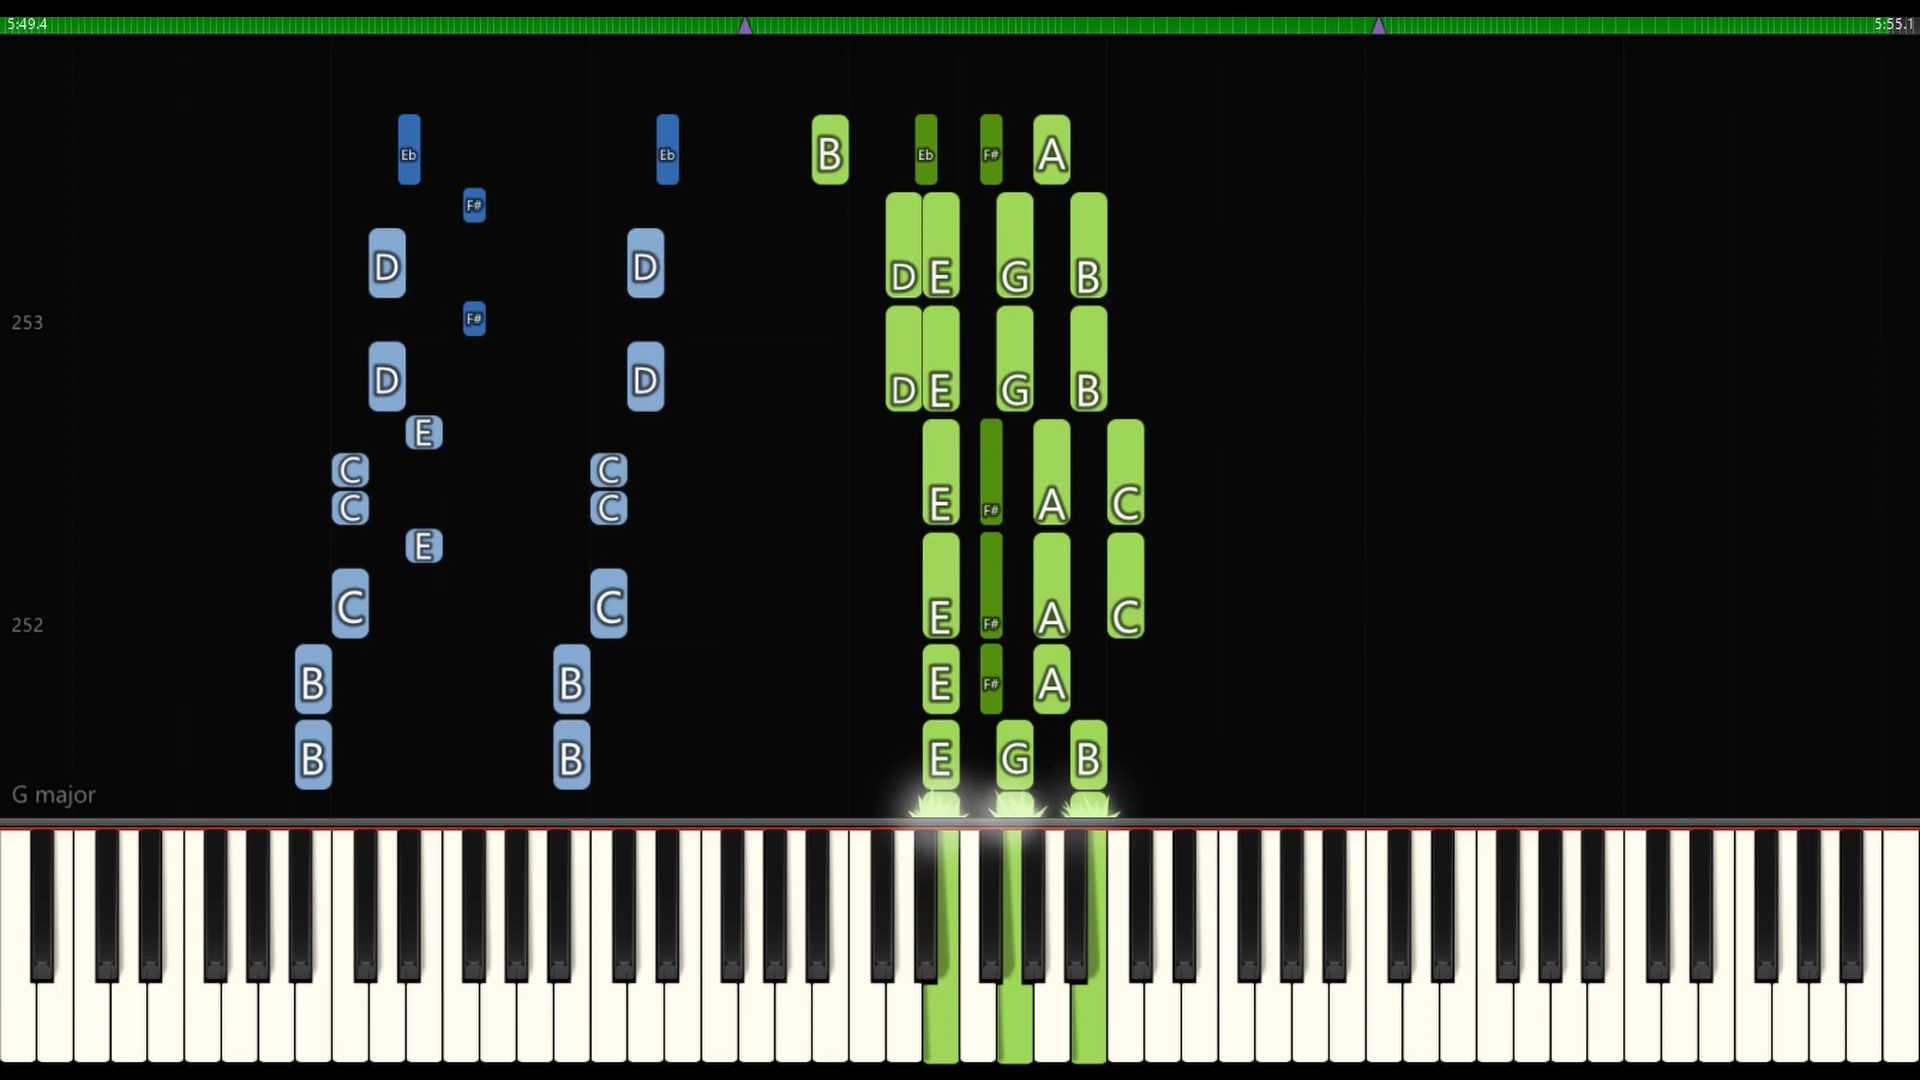 5:49.4 5:55.1
Eb Eb B Eb F# A
F#
D D D E G B
253 F#
D D D E G B
E
C C
C C E F# A C
E
C C E F# A C
252
B B E F# A
B B E G B
G major